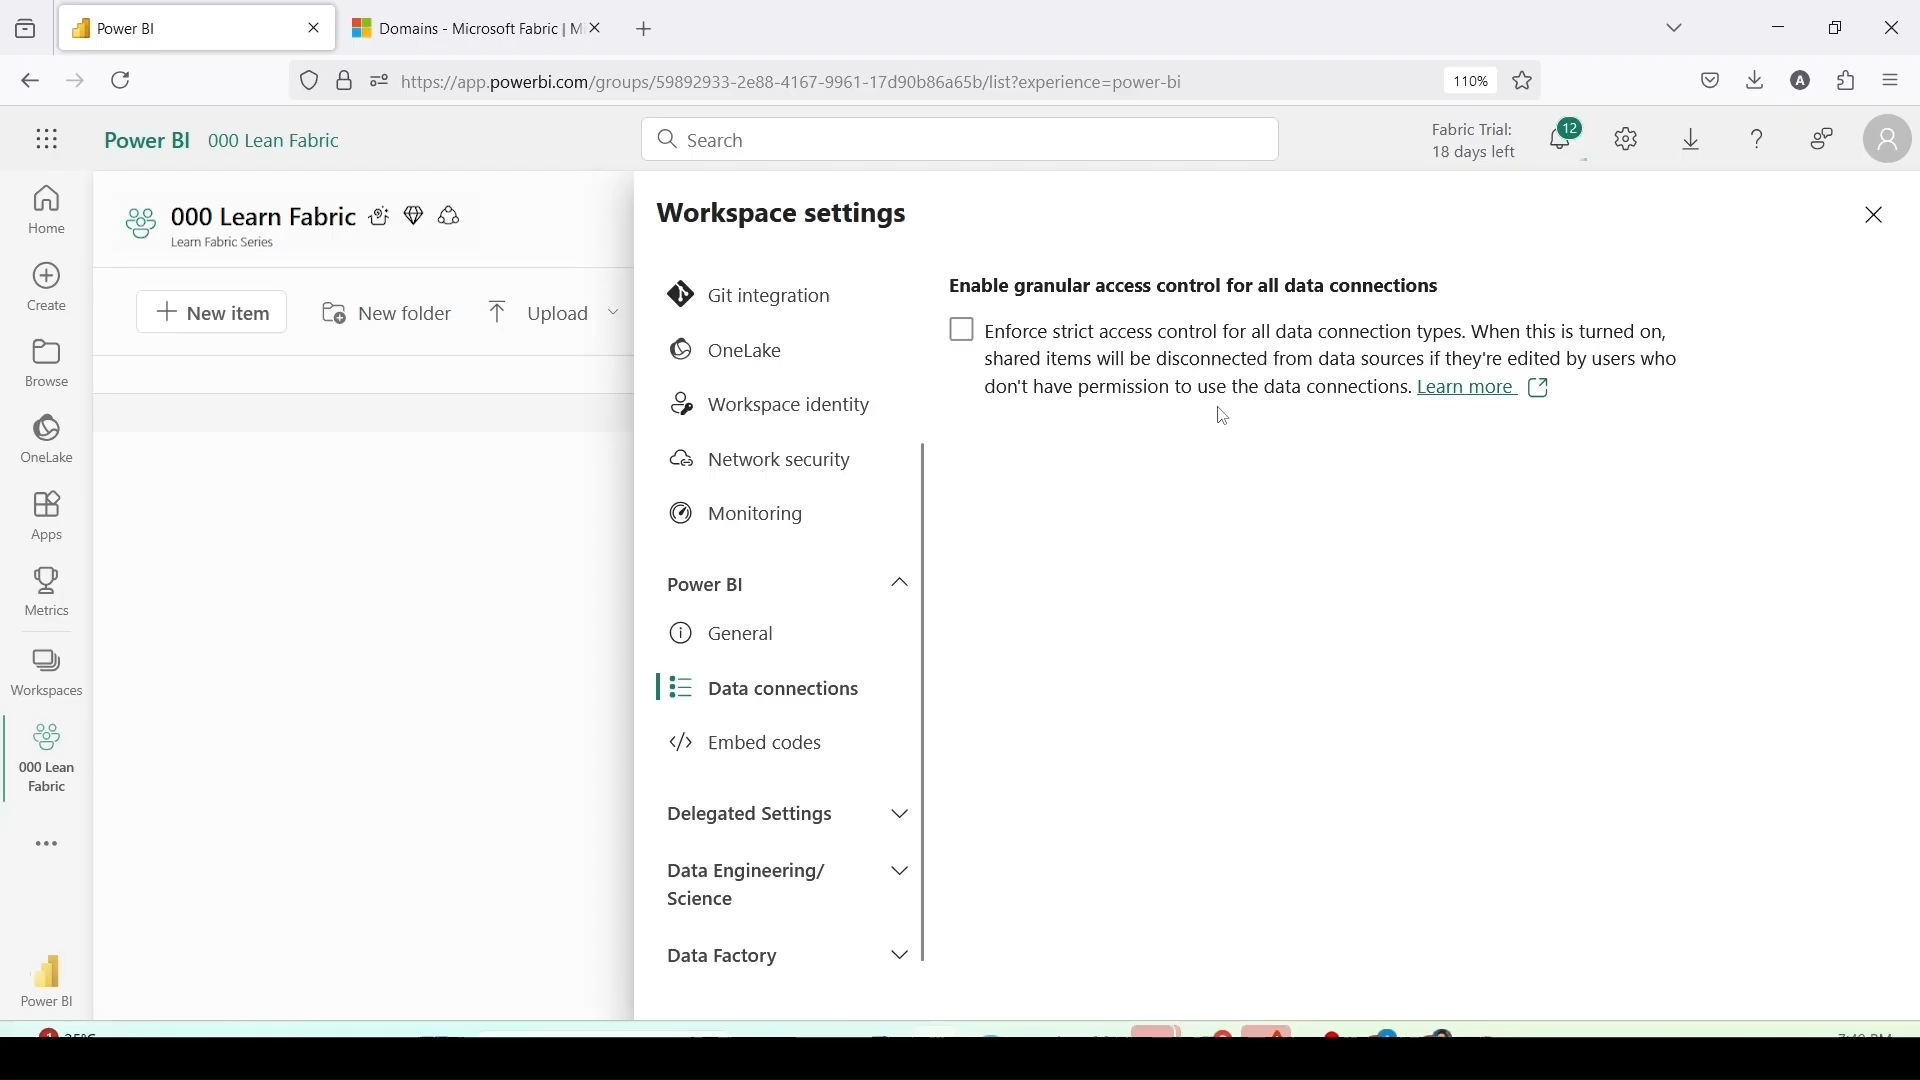 Power BI
Domains - Microsoft Fabric | M
https://app.powerbi.com/groups/59892933-2e88-4167-9961-17d90b86a65b/list?experience=power-bi
110%
A
Power BI
000 Lean Fabric
Search
Fabric Trial:
18 days left
12
Home
Create
Browse
OneLake
Apps
Metrics
Workspaces
000 Lean
Fabric
Power BI
000 Learn Fabric
Learn Fabric Series
New item
New folder
Upload
Workspace settings
Git integration
OneLake
Workspace identity
Network security
Monitoring
Power BI
General
Data connections
Embed codes
Delegated Settings
Data Engineering/
Science
Data Factory
Enable granular access control for all data connections
Enforce strict access control for all data connection types. When this is turned on,
shared items will be disconnected from data sources if they're edited by users who
don't have permission to use the data connections. Learn more